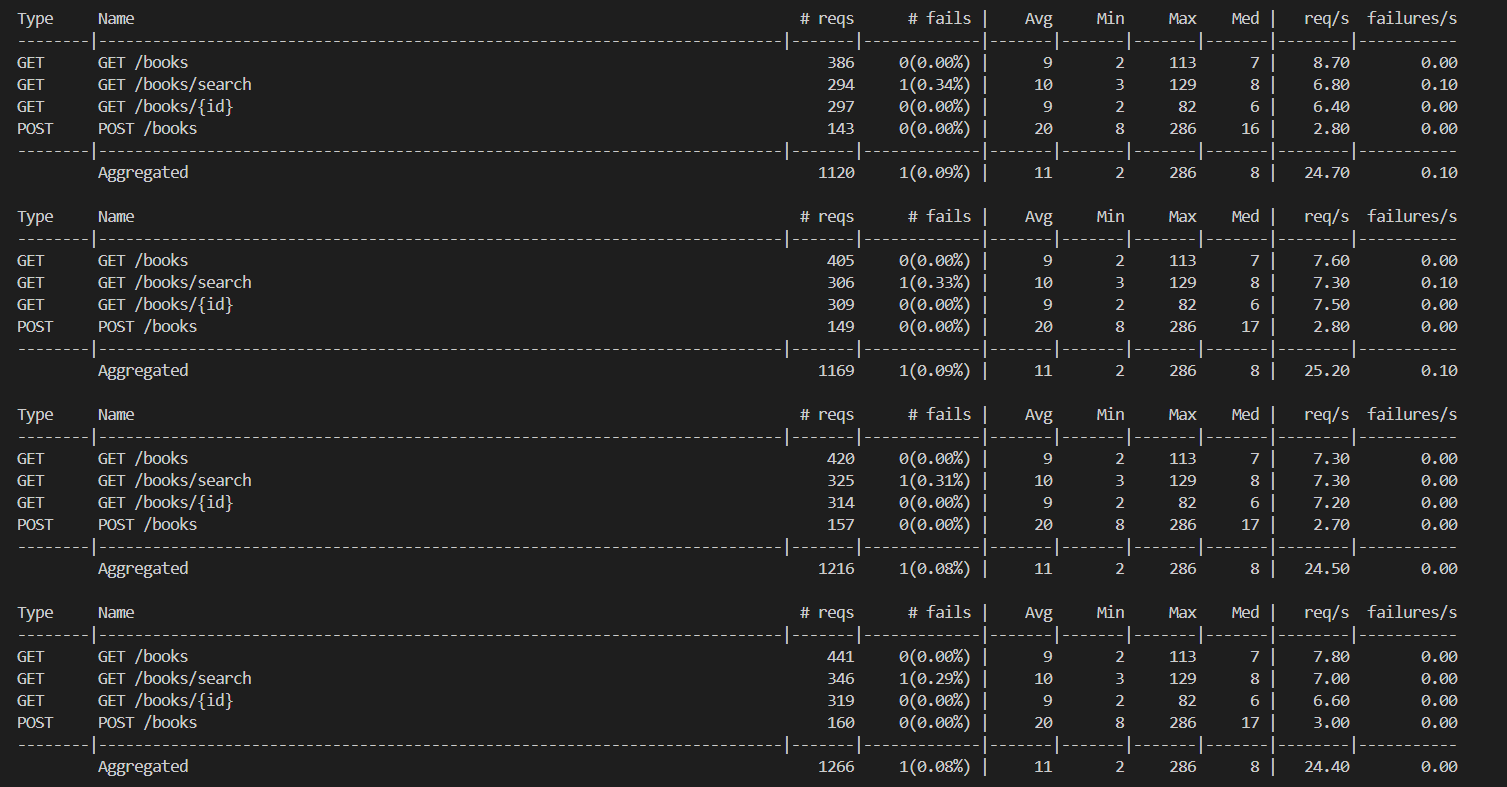 Type     Name                                                                          # reqs      # fails |    Avg     Min     Max    Med |   req/s  failures/s
--------|----------------------------------------------------------------------------|-------|-------------|-------|-------|-------|-------|--------|-----------
GET      GET /books                                                                       386     0(0.00%) |      9       2     113      7 |    8.70        0.00
GET      GET /books/search                                                                294     1(0.34%) |     10       3     129      8 |    6.80        0.10
GET      GET /books/{id}                                                                  297     0(0.00%) |      9       2      82      6 |    6.40        0.00
POST     POST /books                                                                      143     0(0.00%) |     20       8     286     16 |    2.80        0.00
--------|----------------------------------------------------------------------------|-------|-------------|-------|-------|-------|-------|--------|-----------
         Aggregated                                                                      1120     1(0.09%) |     11       2     286      8 |   24.70        0.10
Type     Name                                                                          # reqs      # fails |    Avg     Min     Max    Med |   req/s  failures/s
--------|----------------------------------------------------------------------------|-------|-------------|-------|-------|-------|-------|--------|-----------
GET      GET /books                                                                       405     0(0.00%) |      9       2     113      7 |    7.60        0.00
GET      GET /books/search                                                                306     1(0.33%) |     10       3     129      8 |    7.30        0.10
GET      GET /books/{id}                                                                  309     0(0.00%) |      9       2      82      6 |    7.50        0.00
POST     POST /books                                                                      149     0(0.00%) |     20       8     286     17 |    2.80        0.00
--------|----------------------------------------------------------------------------|-------|-------------|-------|-------|-------|-------|--------|-----------
         Aggregated                                                                      1169     1(0.09%) |     11       2     286      8 |   25.20        0.10
Type     Name                                                                          # reqs      # fails |    Avg     Min     Max    Med |   req/s  failures/s
--------|----------------------------------------------------------------------------|-------|-------------|-------|-------|-------|-------|--------|-----------
GET      GET /books                                                                       420     0(0.00%) |      9       2     113      7 |    7.30        0.00
GET      GET /books/search                                                                325     1(0.31%) |     10       3     129      8 |    7.30        0.00
GET      GET /books/{id}                                                                  314     0(0.00%) |      9       2      82      6 |    7.20        0.00
POST     POST /books                                                                      157     0(0.00%) |     20       8     286     17 |    2.70        0.00
--------|----------------------------------------------------------------------------|-------|-------------|-------|-------|-------|-------|--------|-----------
         Aggregated                                                                      1216     1(0.08%) |     11       2     286      8 |   24.50        0.00
Type     Name                                                                          # reqs      # fails |    Avg     Min     Max    Med |   req/s  failures/s
--------|----------------------------------------------------------------------------|-------|-------------|-------|-------|-------|-------|--------|-----------
GET      GET /books                                                                       441     0(0.00%) |      9       2     113      7 |    7.80        0.00
GET      GET /books/search                                                                346     1(0.29%) |     10       3     129      8 |    7.00        0.00
GET      GET /books/{id}                                                                  319     0(0.00%) |      9       2      82      6 |    6.60        0.00
POST     POST /books                                                                      160     0(0.00%) |     20       8     286     17 |    3.00        0.00
--------|----------------------------------------------------------------------------|-------|-------------|-------|-------|-------|-------|--------|-----------
         Aggregated                                                                      1266     1(0.08%) |     11       2     286      8 |   24.40        0.00